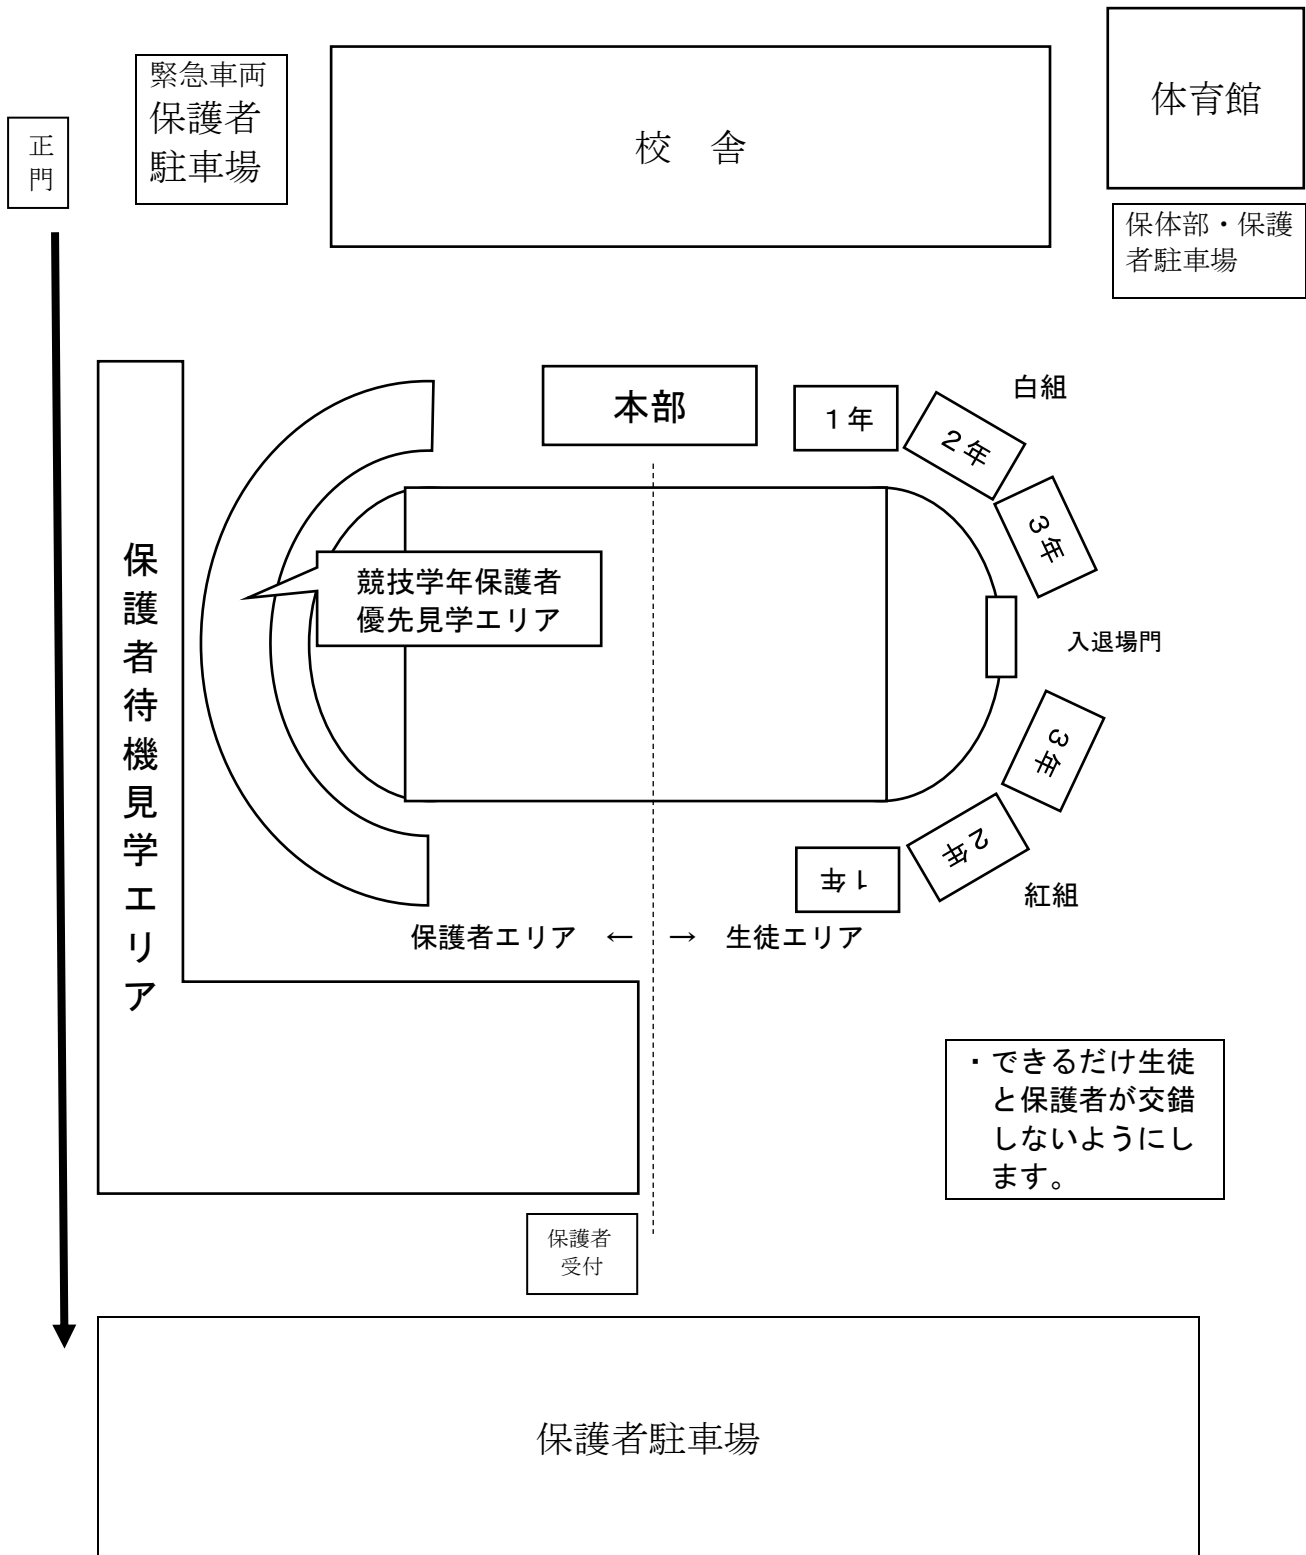 緊急車両
保護者
駐車場
正
門
校　舎
体育館
保体部・保護
者駐車場
本部
１年
２年
３年
白組
競技学年保護者
優先見学エリア
入退場門
保護者待機見学エリア
３年
２年
１年
紅組
保護者エリア　←　→　生徒エリア
・できるだけ生徒
と保護者が交錯
しないようにし
ます。
保護者
受付
保護者駐車場